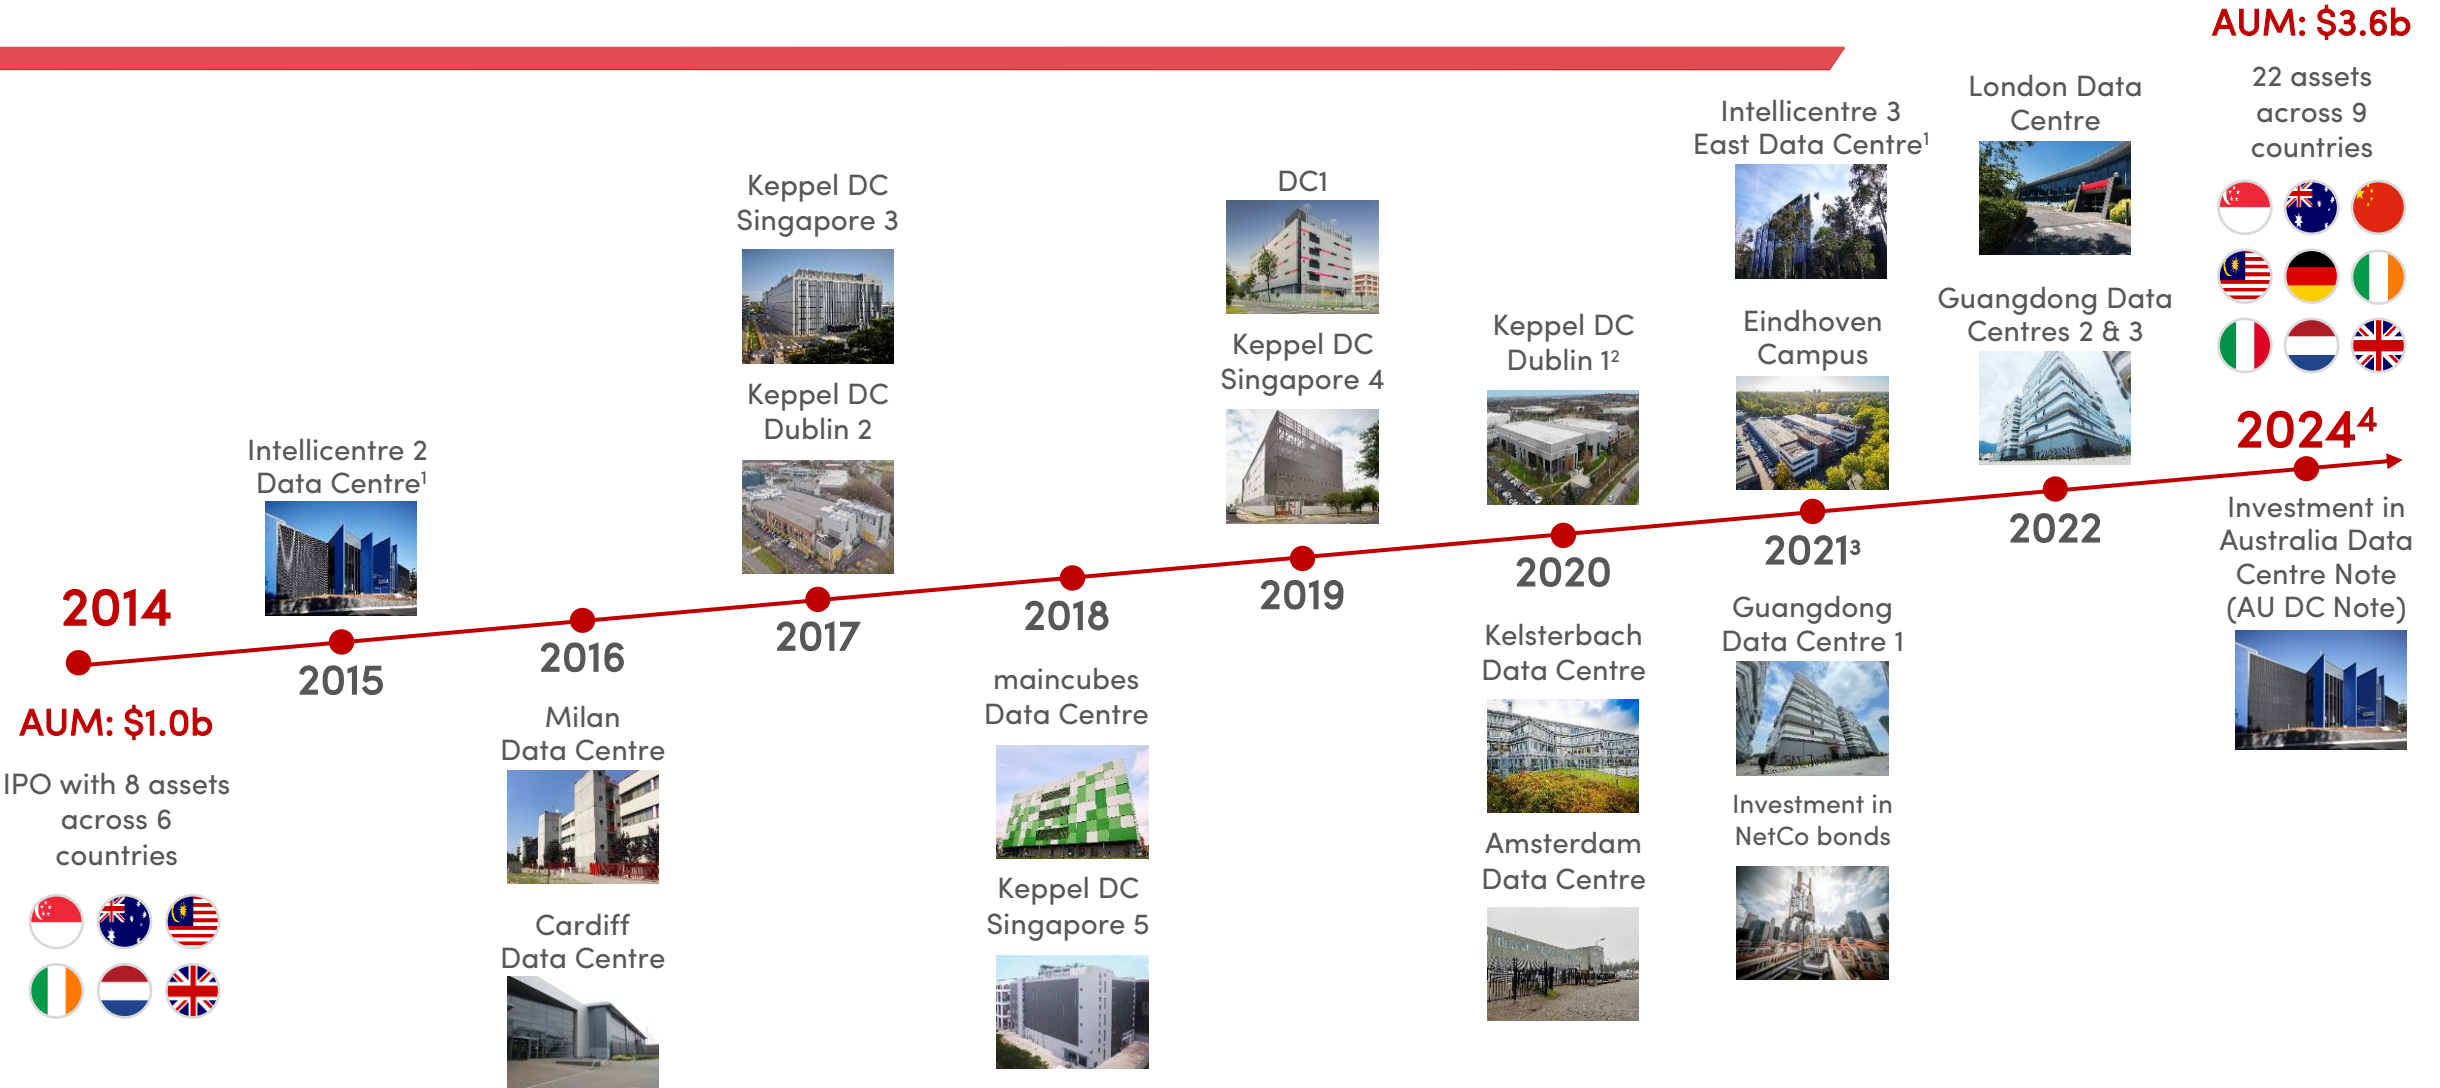 AUM: $3.6b
22 assets
across 9
countries
2024⁴
Investment in
Australia Data
Centre Note
(AU DC Note)
London Data
Centre
Guangdong Data
Centres 2 & 3
2022
Intellicentre 3
East Data Centre¹
Eindhoven
Campus
2021³
Guangdong
Data Centre 1
Investment in
NetCo bonds
Keppel DC
Dublin 1²
2020
Kelsterbach
Data Centre
Amsterdam
Data Centre
DC1
Keppel DC
Singapore 4
2019
2018
maincubes
Data Centre
Keppel DC
Singapore 5
Keppel DC
Singapore 3
Keppel DC
Dublin 2
2017
2016
Milan
Data Centre
Cardiff
Data Centre
Intellicentre 2
Data Centre¹
2015
2014
AUM: $1.0b
IPO with 8 assets
across 6
countries